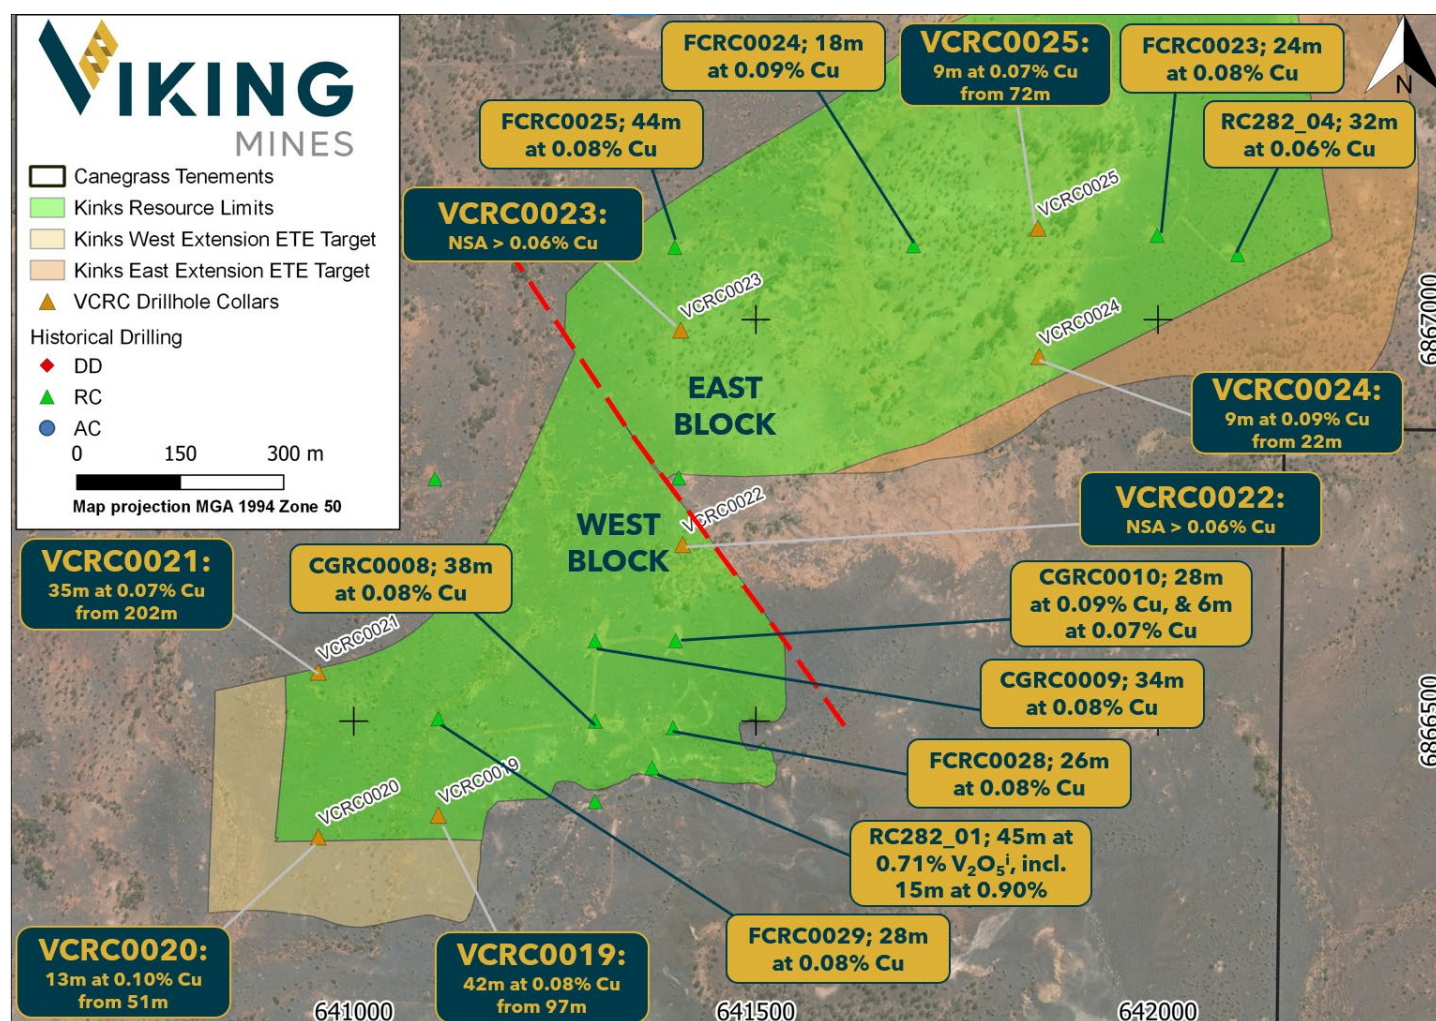 VIKING
MINES
Canegrass Tenements
Kinks Resource Limits
Kinks West Extension ETE Target
Kinks East Extension ETE Target
VCRC Drillhole Collars
Historical Drilling
DD
RC
AC
0 150 300 m
Map projection MGA 1994 Zone 50
FCRC0024; 18m
at 0.09% Cu
VCRC0025:
9m at 0.07% Cu
from 72m
FCRC0023; 24m
at 0.08% Cu
N
FCRC0025; 44m
at 0.08% Cu
RC282_04; 32m
at 0.06% Cu
VCRC0023:
NSA > 0.06% Cu
VCRC0025
VCRC0023
VCRC0024
6867000
EAST
BLOCK
VCRC0024:
9m at 0.09% Cu
from 22m
VCRC0022
WEST
BLOCK
VCRC0022:
NSA > 0.06% Cu
VCRC0021:
35m at 0.07% Cu
from 202m
CGRC0008; 38m
at 0.08% Cu
CGRC0010; 28m
at 0.09% Cu, & 6m
at 0.07% Cu
VCRC0021
CGRC0009; 34m
at 0.08% Cu
6866500
FCRC0028; 26m
at 0.08% Cu
VCRC0020
VCRC0019
RC282_01; 45m at
0.71% V₂O₅ⁱ, incl.
15m at 0.90%
FCRC0029; 28m
at 0.08% Cu
VCRC0020:
13m at 0.10% Cu
from 51m
VCRC0019:
42m at 0.08% Cu
from 97m
641000
641500
642000